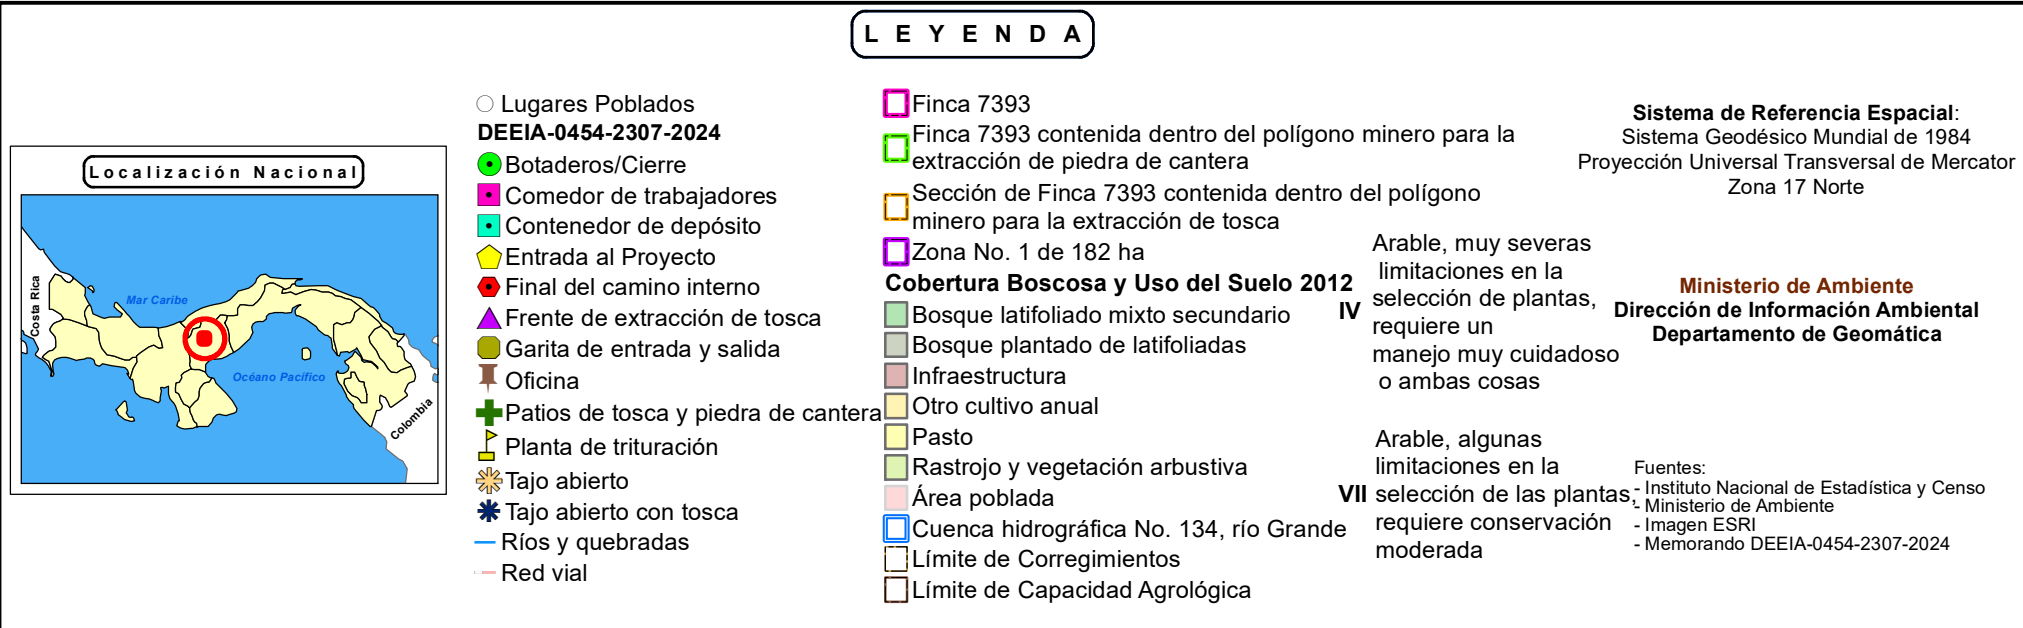 LEYENDA
Localización Nacional
Costa Rica
Mar Caribe
Océano Pacífico
Colombia
Lugares Poblados
DEEIA-0454-2307-2024
Botaderos/Cierre
Comedor de trabajadores
Contenedor de depósito
Entrada al Proyecto
Final del camino interno
Frente de extracción de tosca
Garita de entrada y salida
Oficina
Patios de tosca y piedra de cantera
Planta de trituración
Tajo abierto
Tajo abierto con tosca
Ríos y quebradas
Red vial
Finca 7393
Finca 7393 contenida dentro del polígono minero para la
extracción de piedra de cantera
Sección de Finca 7393 contenida dentro del polígono
minero para la extracción de tosca
Zona No. 1 de 182 ha
Cobertura Boscosa y Uso del Suelo 2012
Bosque latifoliado mixto secundario
Bosque plantado de latifoliadas
Infraestructura
Otro cultivo anual
Pasto
Rastrojo y vegetación arbustiva
Área poblada
Cuenca hidrográfica No. 134, río Grande
Límite de Corregimientos
Límite de Capacidad Agrológica
Arable, muy severas
limitaciones en la
IV selección de plantas,
requiere un
manejo muy cuidadoso
o ambas cosas
Arable, algunas
limitaciones en la
VII selección de las plantas,
requiere conservación
moderada
Sistema de Referencia Espacial:
Sistema Geodésico Mundial de 1984
Proyección Universal Transversal de Mercator
Zona 17 Norte
Ministerio de Ambiente
Dirección de Información Ambiental
Departamento de Geomática
Fuentes:
- Instituto Nacional de Estadística y Censo
- Ministerio de Ambiente
- Imagen ESRI
- Memorando DEEIA-0454-2307-2024